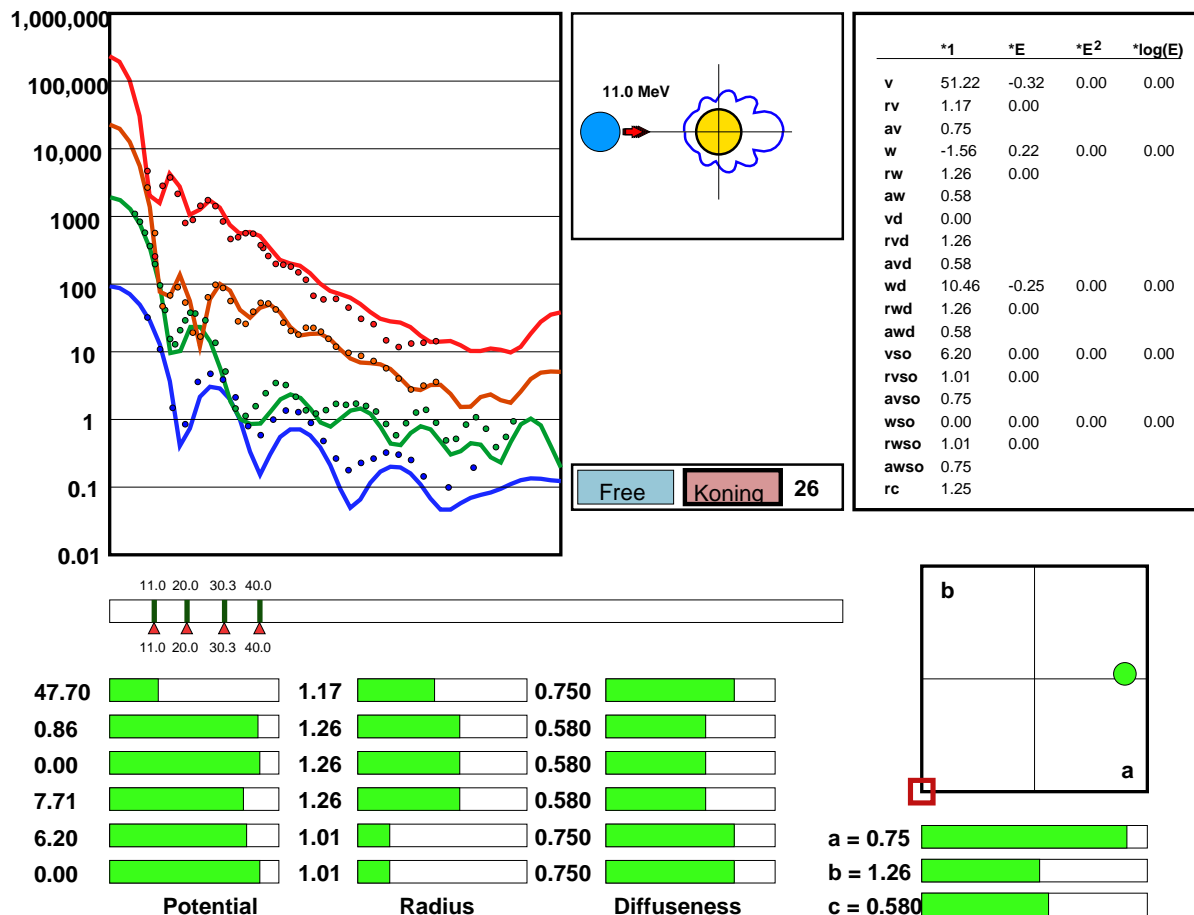 1,000,000
100,000
10,000
1000
100
10
1
0.1
0.01
11.0 MeV
Free Koning 26
*1 *E *E2 *log(E)
v 51.22 -0.32 0.00 0.00
rv 1.17 0.00
av 0.75
w -1.56 0.22 0.00 0.00
rw 1.26 0.00
aw 0.58
vd 0.00
rvd 1.26
avd 0.58
wd 10.46 -0.25 0.00 0.00
rwd 1.26 0.00
awd 0.58
vso 6.20 0.00 0.00 0.00
rvso 1.01 0.00
avso 0.75
wso 0.00 0.00 0.00 0.00
rwso 1.01 0.00
awso 0.75
rc 1.25
11.0 20.0 30.3 40.0
11.0 20.0 30.3 40.0
47.70 1.17 0.750
0.86 1.26 0.580
0.00 1.26 0.580
7.71 1.26 0.580
6.20 1.01 0.750
0.00 1.01 0.750
Potential Radius Diffuseness
b
a
a = 0.75
b = 1.26
c = 0.580